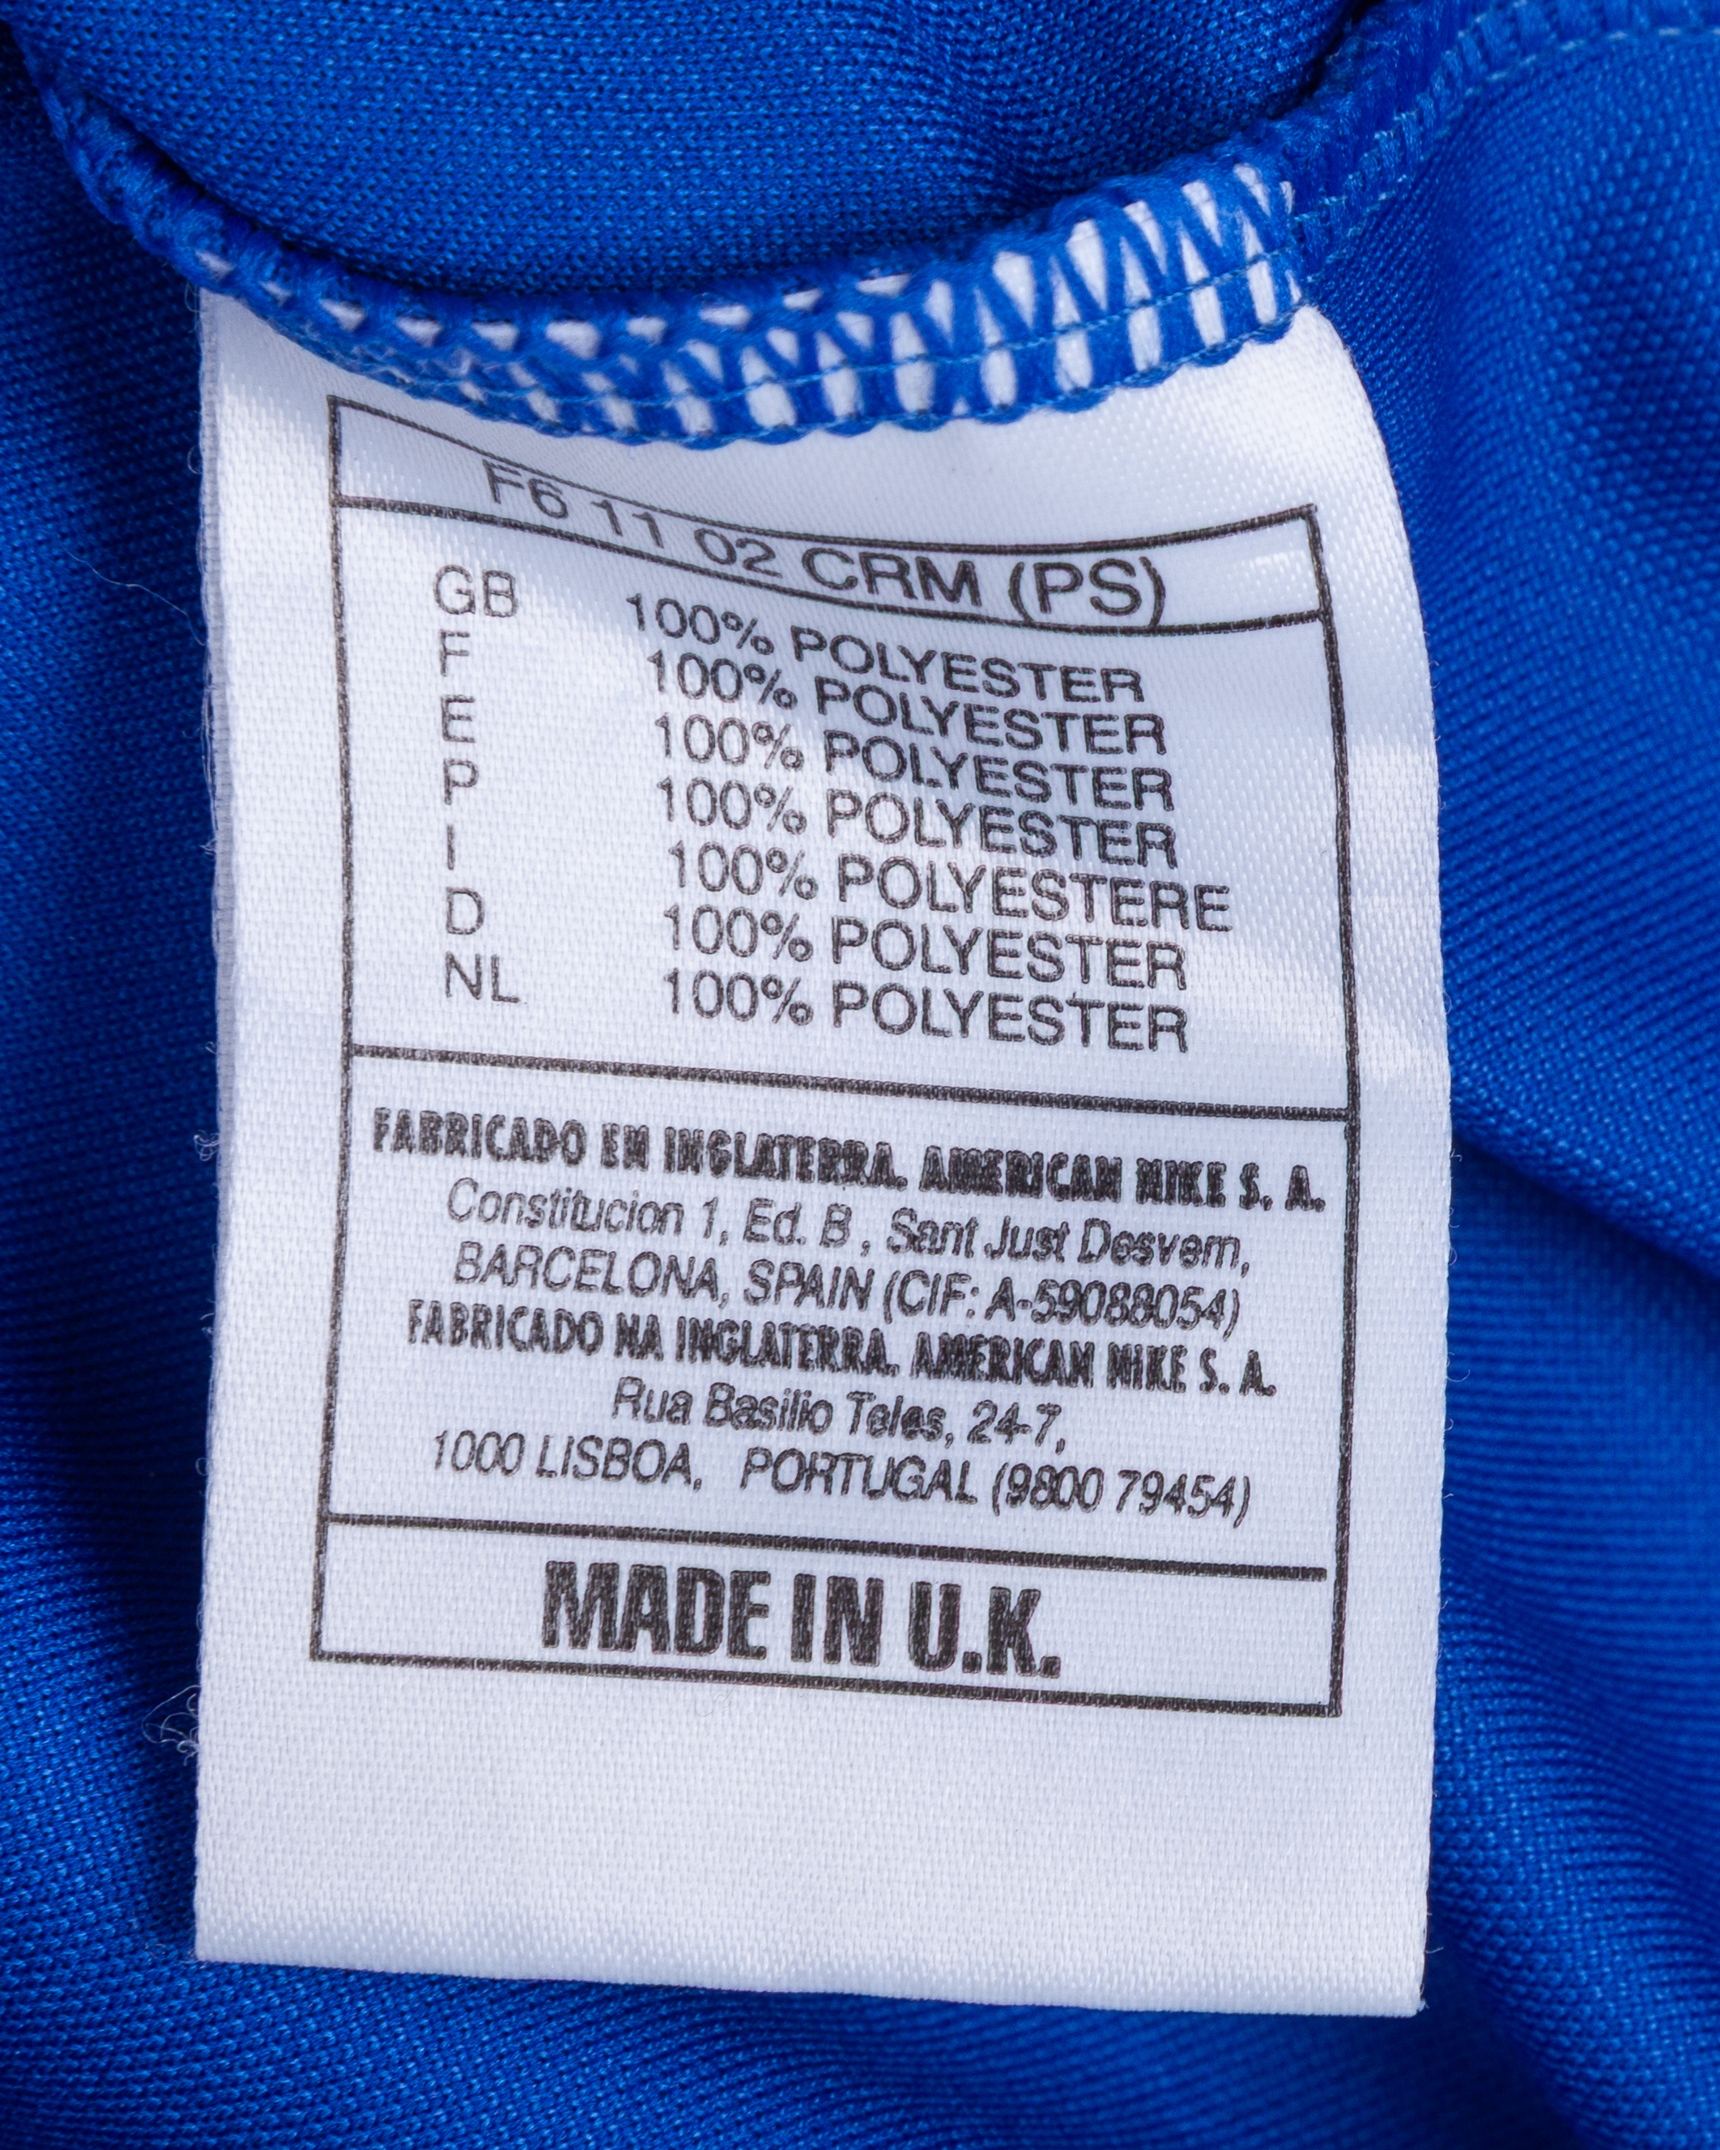 F6 11 02 CRM (PS)
GB 100% POLYESTER
F 100% POLYESTER
E 100% POLYESTER
P 100% POLYESTER
I 100% POLYESTERE
D 100% POLYESTER
NL 100% POLYESTER
FABRICADO EN INGLATERRA. AMERICAN NIKE S. A.
Constitucion 1, Ed. B , Sant Just Desvern,
BARCELONA, SPAIN (CIF: A-59088054)
FABRICADO NA INGLATERRA. AMERICAN NIKE S. A.
Rua Basilio Teles, 24-7,
1000 LISBOA, PORTUGAL (9800 79454)
MADE IN U.K.